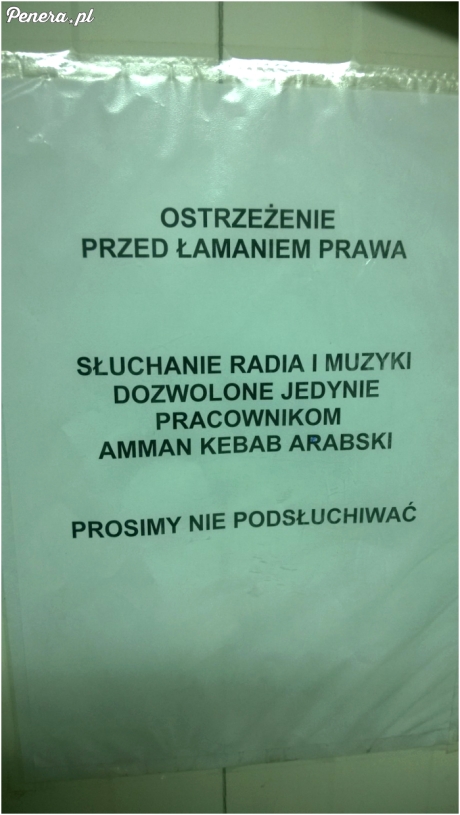 Penera.pl
OSTRZEŻENIE
PRZED ŁAMANIEM PRAWA
SŁUCHANIE RADIA I MUZYKI
DOZWOLONE JEDYNIE
PRACOWNIKOM
AMMAN KEBAB ARABSKI
PROSIMY NIE PODSŁUCHIWAĆ